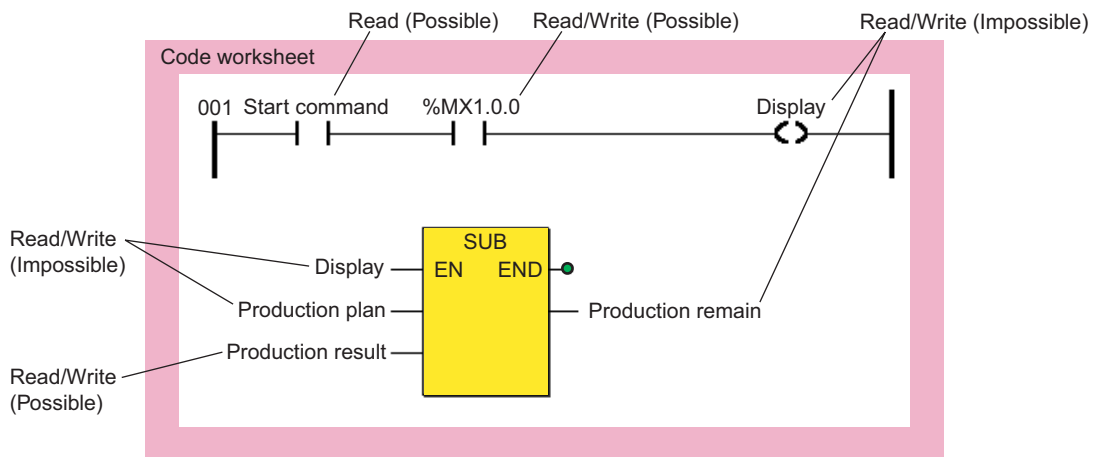 Read (Possible)
Read/Write (Possible)
Read/Write (Impossible)
Code worksheet
001 Start command
%MX1.0.0
Display
Read/Write
(Impossible)
SUB
Display
EN
END
Production plan
Production remain
Production result
Read/Write
(Possible)